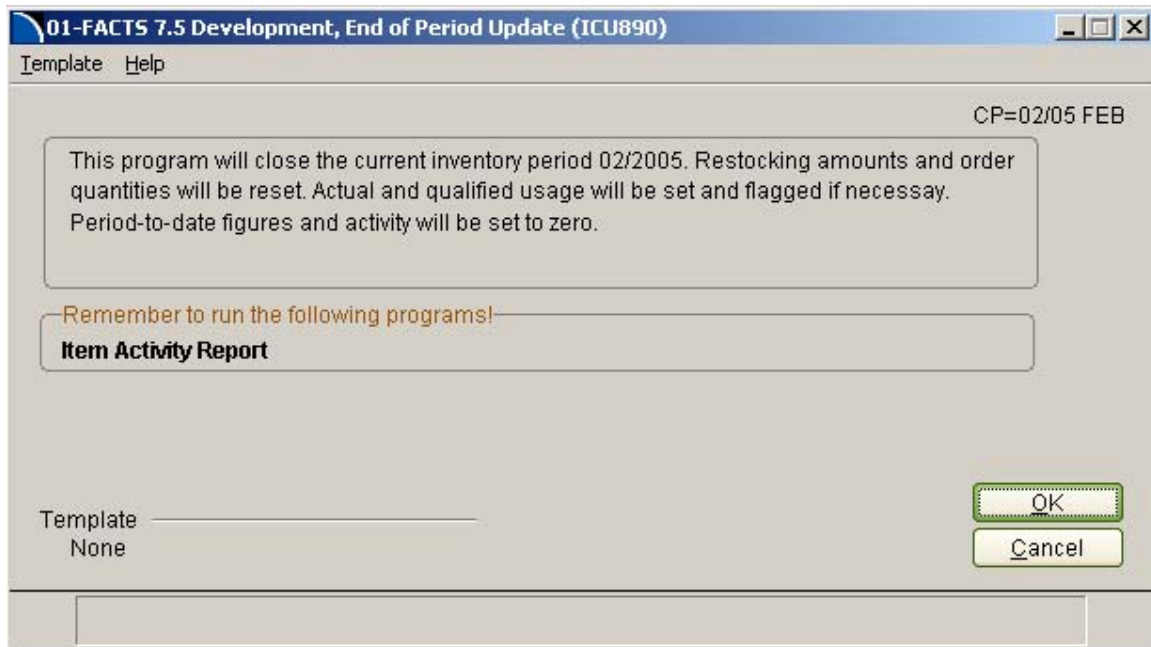 01-FACTS 7.5 Development, End of Period Update (ICU890)
Template Help
CP=02/05 FEB
This program will close the current inventory period 02/2005. Restocking amounts and order
quantities will be reset. Actual and qualified usage will be set and flagged if necessay.
Period-to-date figures and activity will be set to zero.
Remember to run the following programs!
Item Activity Report
OK
Template
None
Cancel